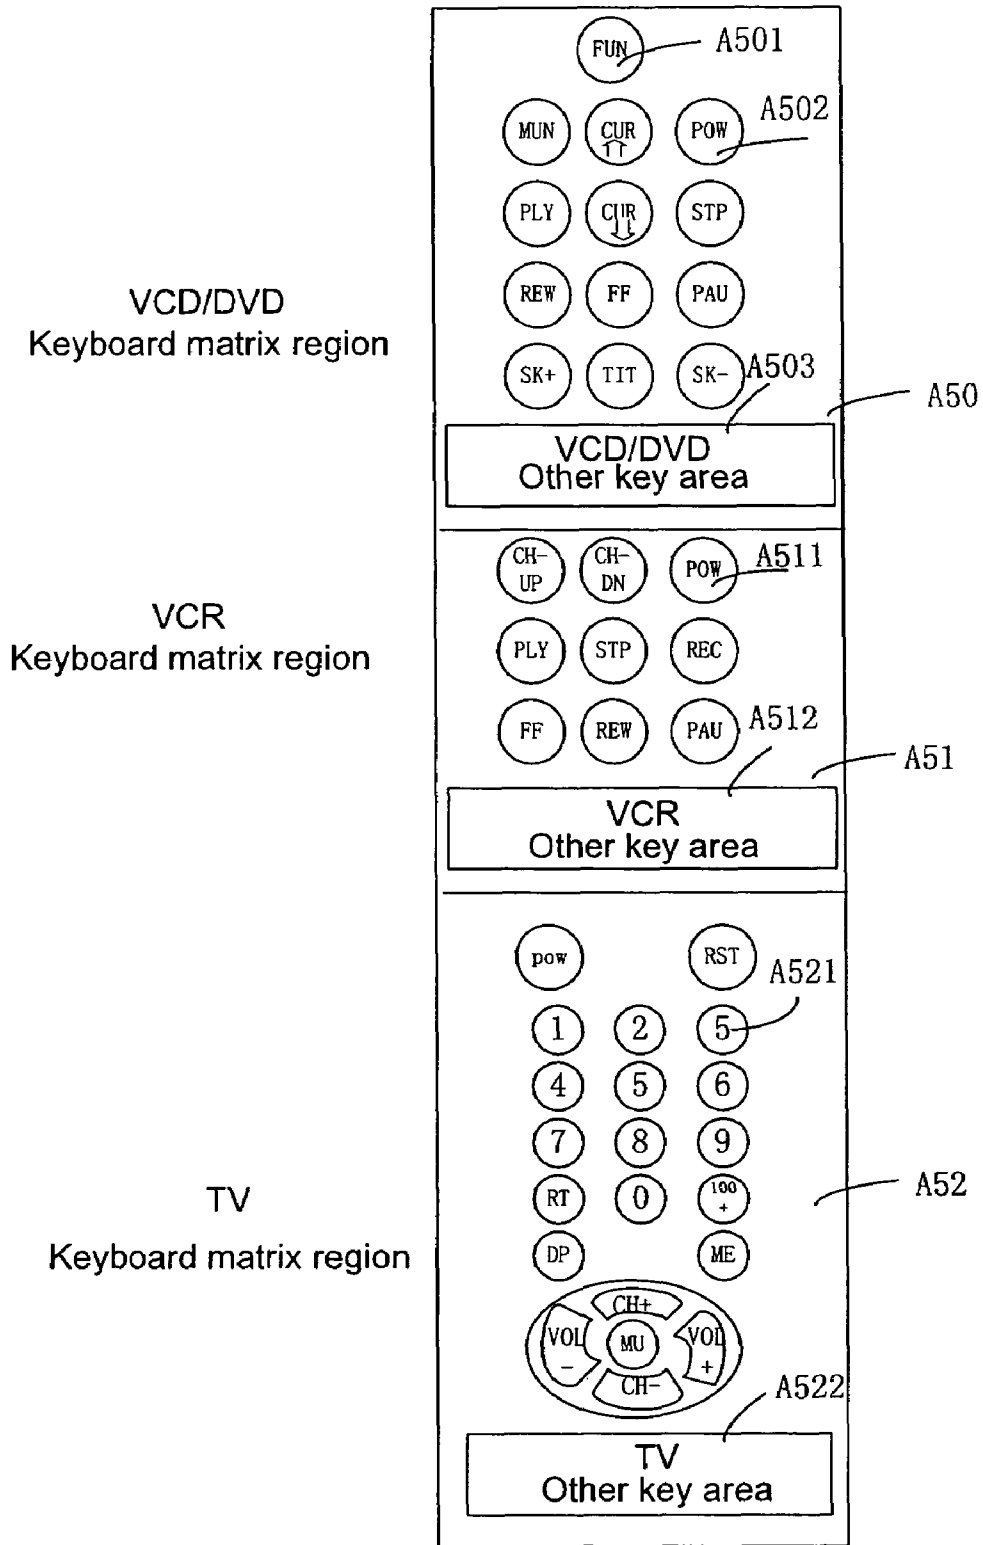 FUN A501
MUN CUR POW A502
PLY CUR STP
REW FF PAU
VCD/DVD
Keyboard matrix region
SK+ TIT SK- A503
A50
VCD/DVD
Other key area
CH-UP CH-DN POW A511
VCR
Keyboard matrix region
PLY STP REC
FF REW PAU A512
A51
VCR
Other key area
pow RST A521
1 2 5
4 5 6
7 8 9
RT 0 100+ A52
TV
Keyboard matrix region
DP ME
CH+
VOL- MU VOL+
CH-
A522
TV
Other key area